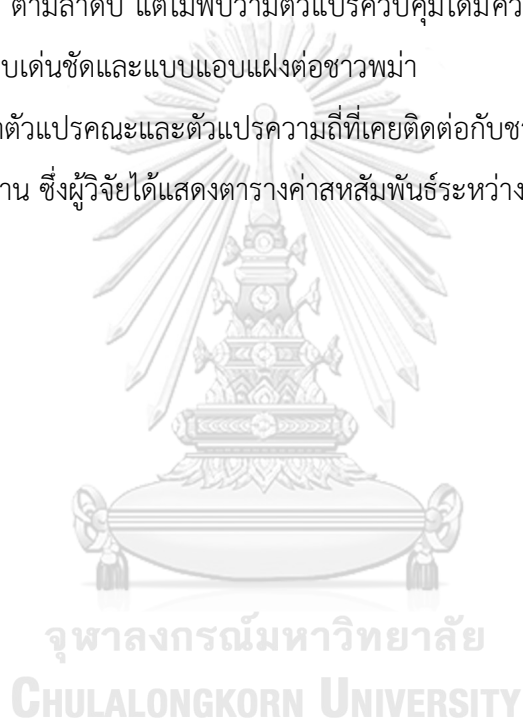 ตามลำดับ แต่ไม่พบว่ามีตัวแปรควบคุมใดมีคว
บเด่นชัดและแบบแอบแฝงต่อชาวพม่า
ตัวแปรคณะและตัวแปรความถี่ที่เคยติดต่อกับชา
าน ซึ่งผู้วิจัยได้แสดงตารางค่าสหสัมพันธ์ระหว่าง
จุฬาลงกรณ์มหาวิทยาลัย
CHULALONGKORN UNIVERSITY